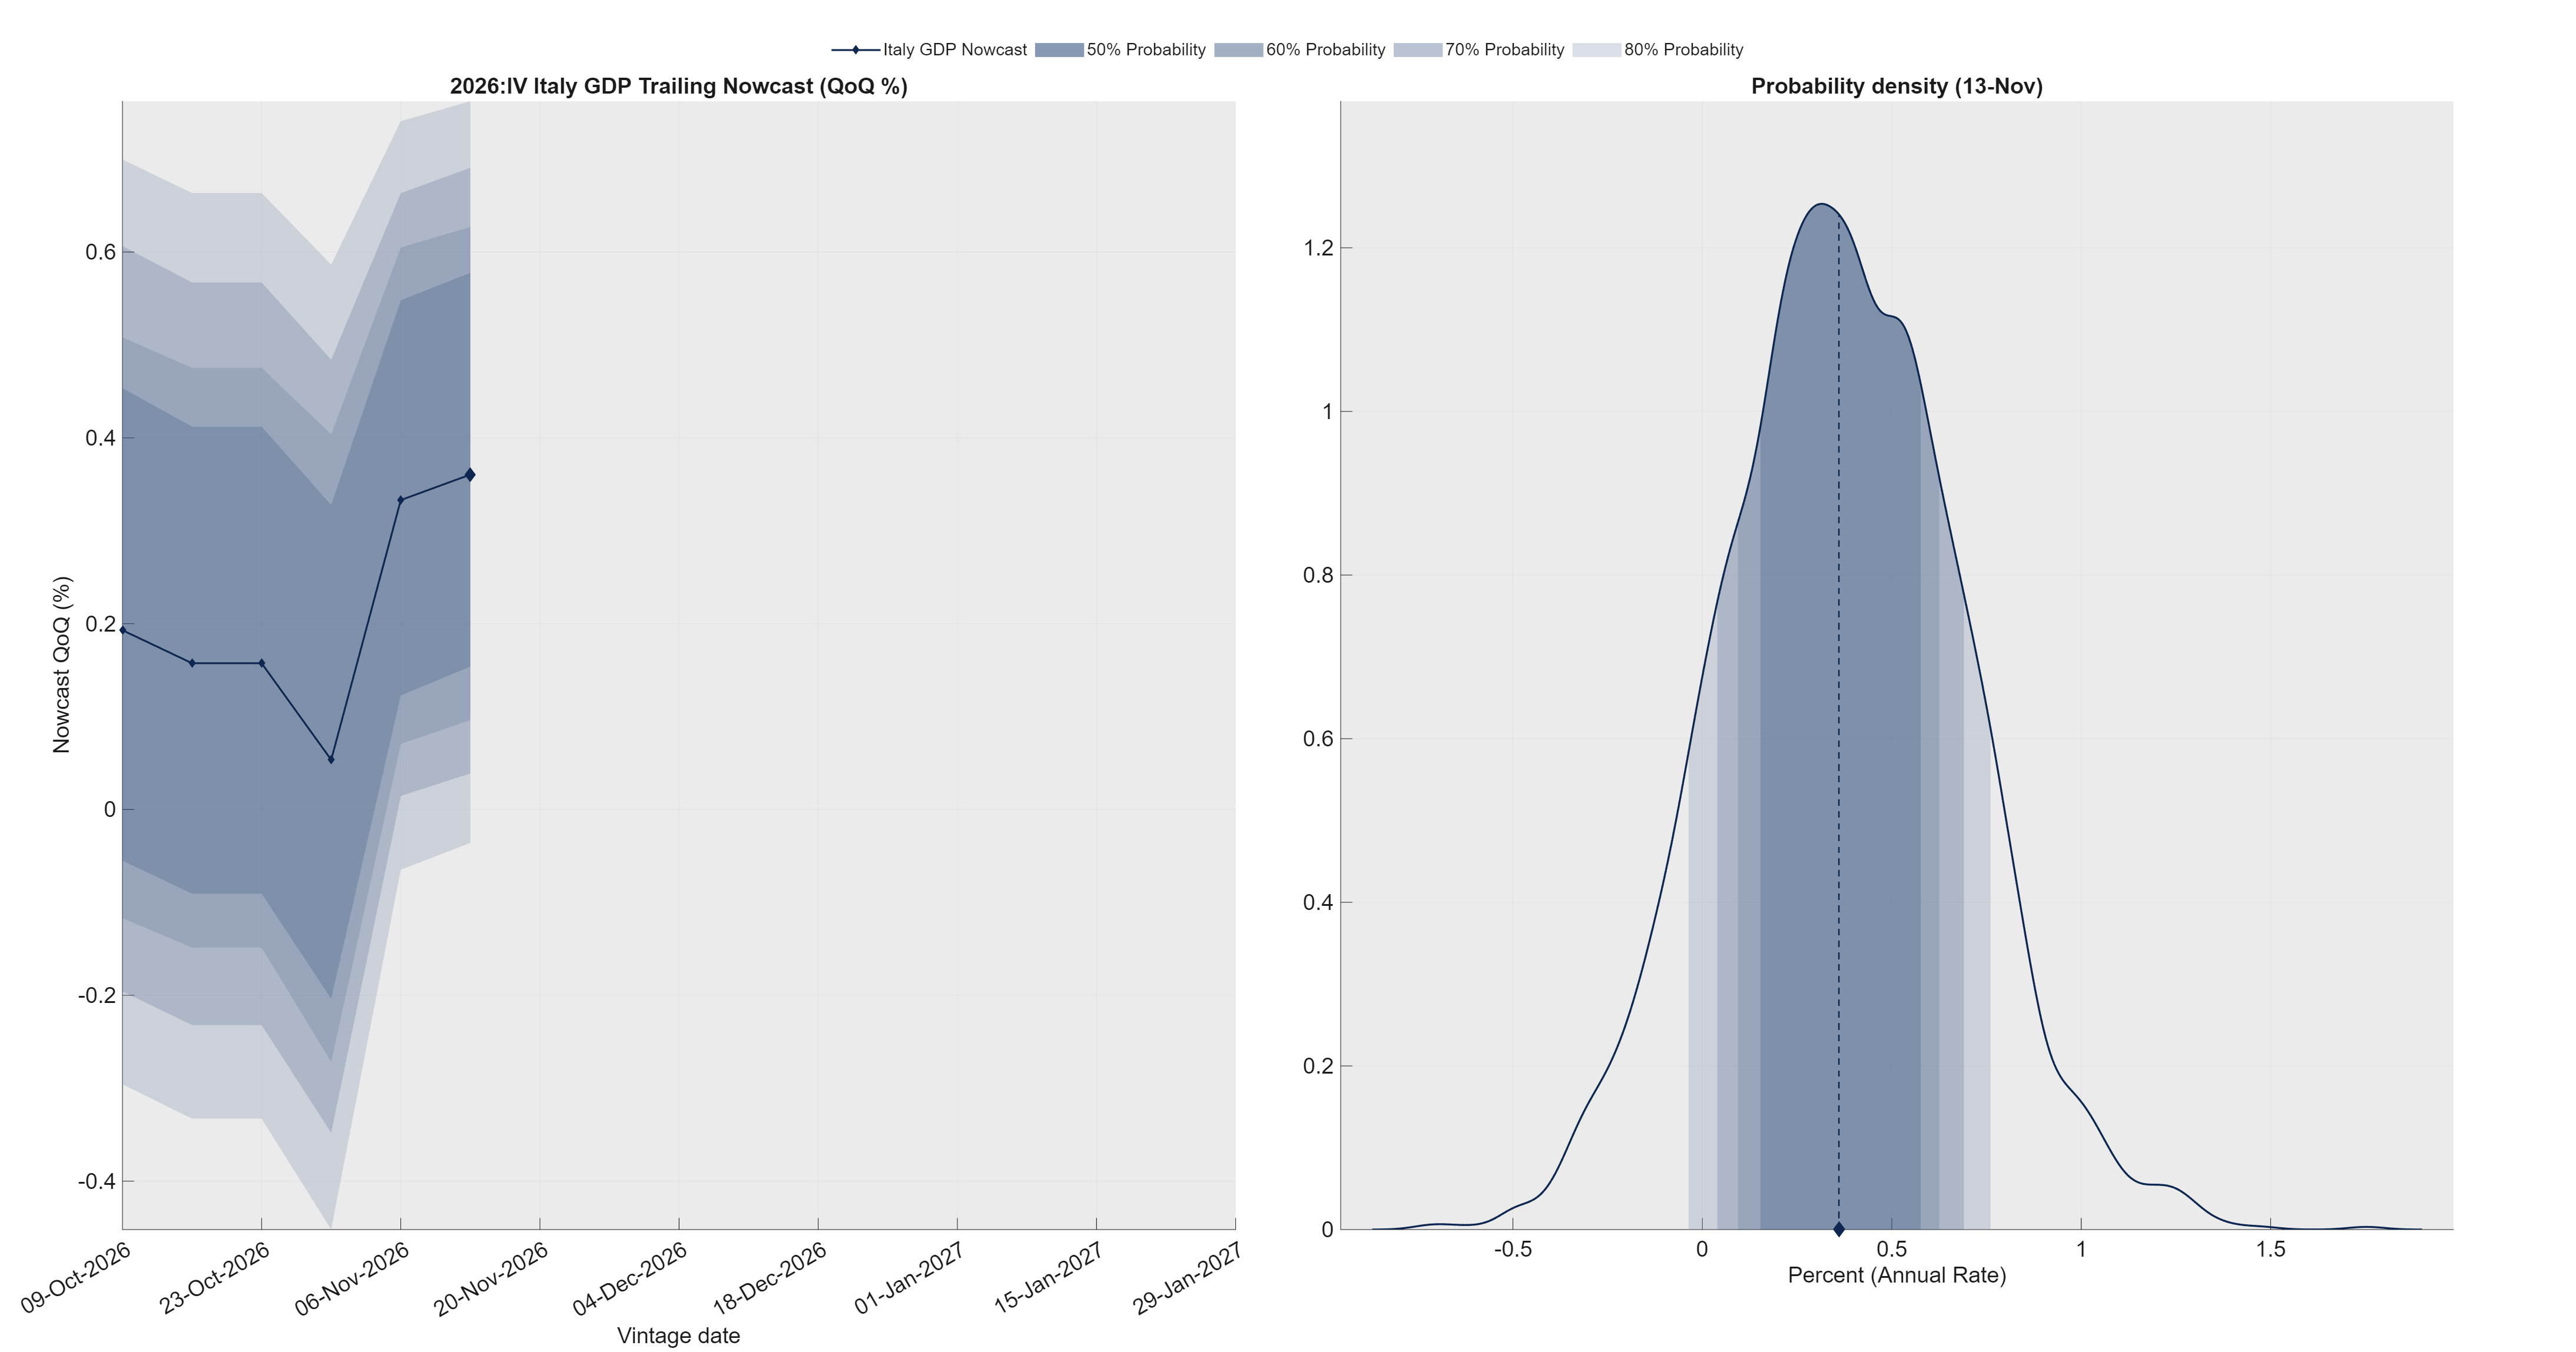 Italy GDP Nowcast 50% Probability 60% Probability 70% Probability 80% Probability
2026:IV Italy GDP Trailing Nowcast (QoQ %)
Nowcast QoQ (%)
0.6
0.4
0.2
0
-0.2
-0.4
09-Oct-2026 23-Oct-2026 06-Nov-2026 20-Nov-2026 04-Dec-2026 18-Dec-2026 01-Jan-2027 15-Jan-2027 29-Jan-2027
Vintage date
Probability density (13-Nov)
1.2
1
0.8
0.6
0.4
0.2
0
-0.5 0 0.5 1 1.5
Percent (Annual Rate)